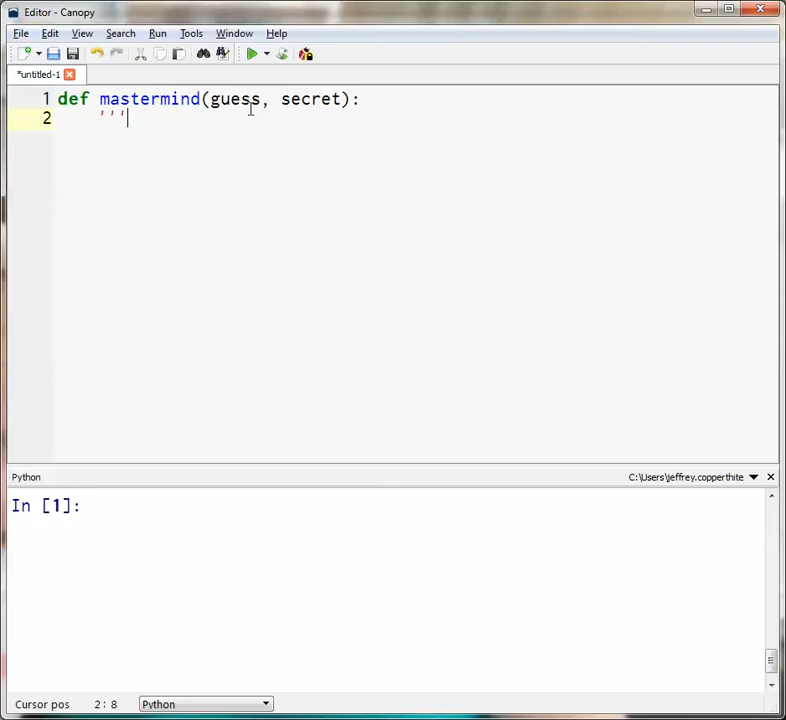 Editor - Canopy
File Edit View Search Run Tools Window Help
*untitled-1
1 def mastermind(guess, secret):
2 '''
Python C:\Users\jeffrey.copperthite
In [1]:
Cursor pos 2: 8 Python